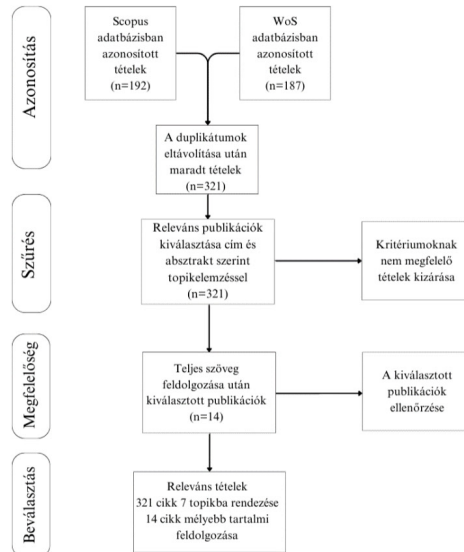 Azonosítás
Scopus
adatbázisban
azonosított
tételek
(n=192)
WoS
adatbázisban
azonosított
tételek
(n=187)
A duplikátumok
eltávolítása után
maradt tételek
(n=321)
Szűrés
Releváns publikációk
kiválasztása cím és
absztrakt szerint
topikelemzéssel
(n=321)
Kritériumoknak
nem megfelelő
tételek kizárása
Megfelelőség
Teljes szöveg
feldolgozása után
kiválasztott publikációk
(n=14)
A kiválasztott
publikációk
ellenőrzése
Beválasztás
Releváns tételek
321 cikk 7 topikba rendezése
14 cikk mélyebb tartalmi
feldolgozása